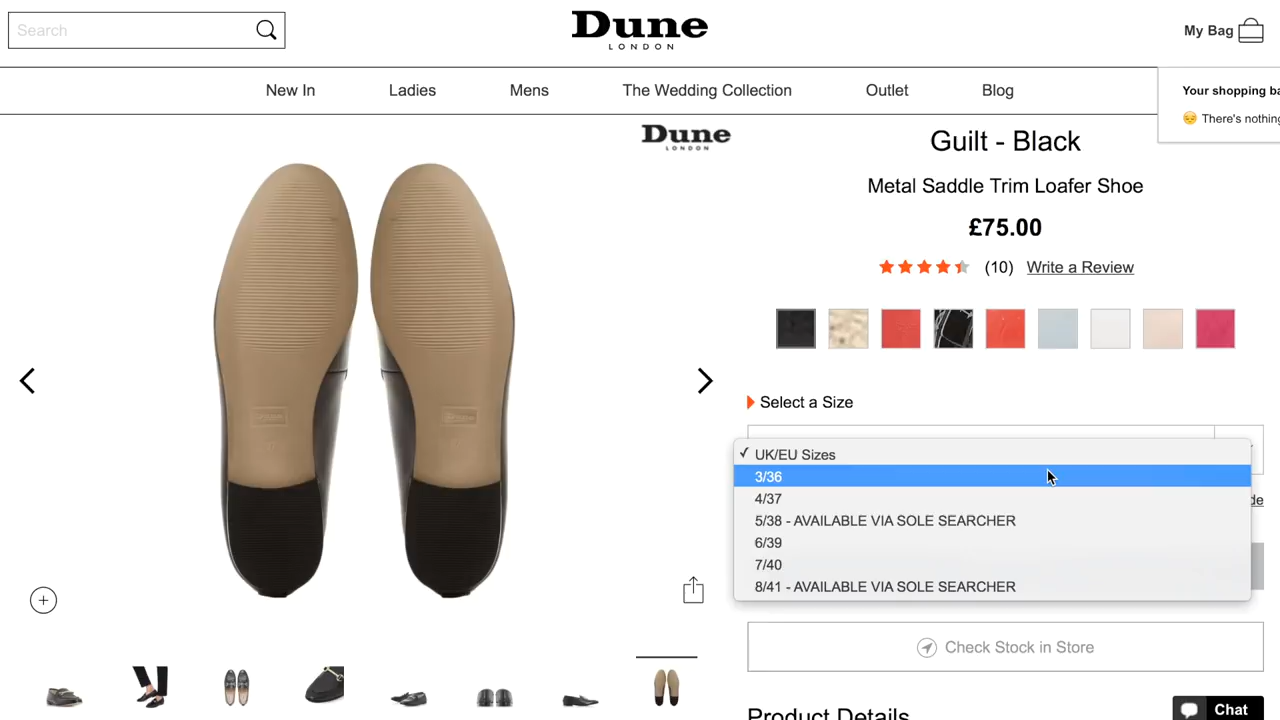 Search
Dune
LONDON
My Bag
New In
Ladies
Mens
The Wedding Collection
Outlet
Blog
Your shopping ba
There's nothing
Dune
LONDON
Guilt - Black
Metal Saddle Trim Loafer Shoe
£75.00
(10) Write a Review
Select a Size
✓ UK/EU Sizes
3/36
4/37
5/38 - AVAILABLE VIA SOLE SEARCHER
6/39
7/40
8/41 - AVAILABLE VIA SOLE SEARCHER
de
Check Stock in Store
Product Details
Chat